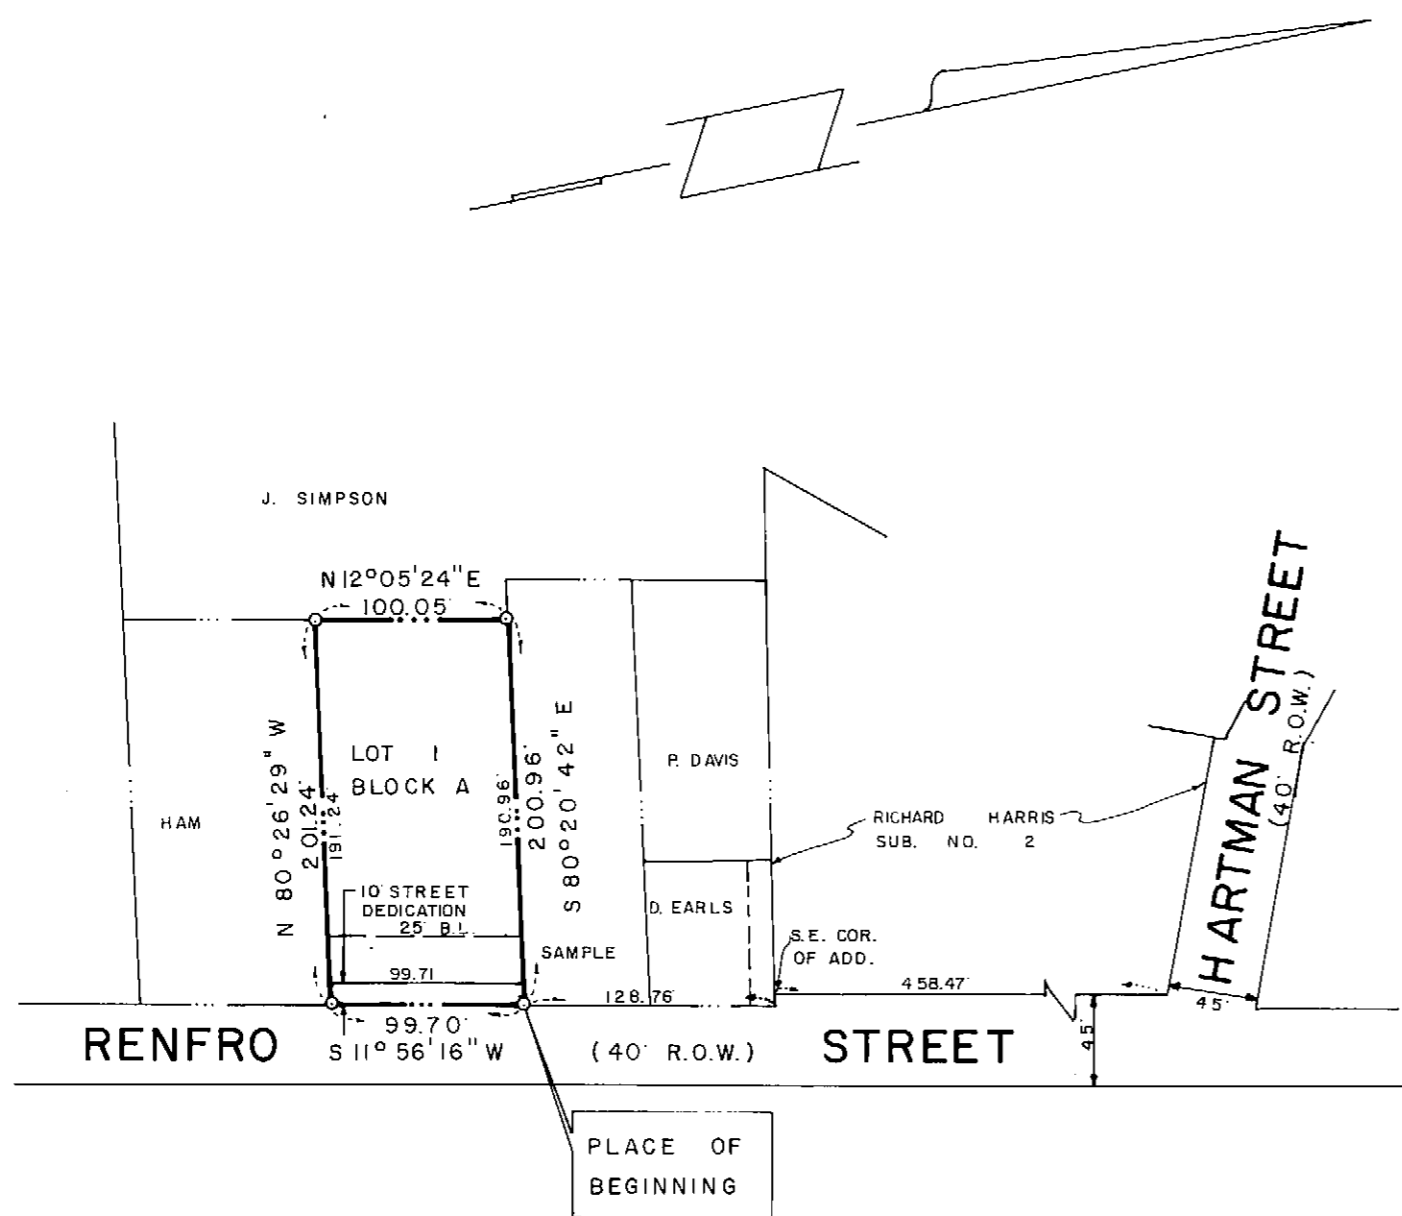 N
J. SIMPSON
N 12°05'24" E
100.05'
N 80°26'29" W
201.24'
191.24'
LOT 1
BLOCK A
190.96'
200.96'
S 80°20'42" E
HAM
P. DAVIS
RICHARD HARRIS
SUB. NO. 2
10' STREET
DEDICATION
25' B.L.
D. EARLS
SAMPLE
S.E. COR.
OF ADD.
99.71
128.76'
458.47'
45'
45'
HARTMAN STREET
(40' R.O.W.)
99.70'
S 11°56'16" W
RENFRO
(40' R.O.W.)
STREET
PLACE OF
BEGINNING